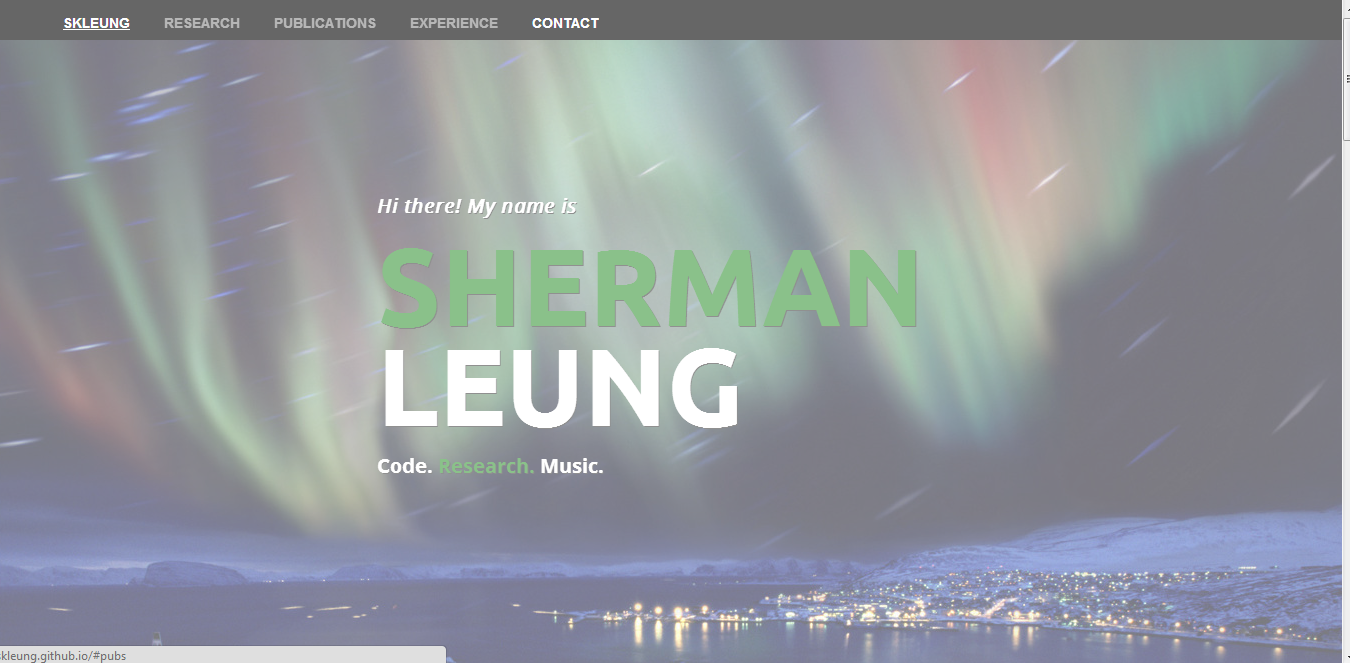 SKLEUNG RESEARCH PUBLICATIONS EXPERIENCE CONTACT
Hi there! My name is
SHERMAN
LEUNG
Code. Research. Music.
kleung.github.io/#pubs